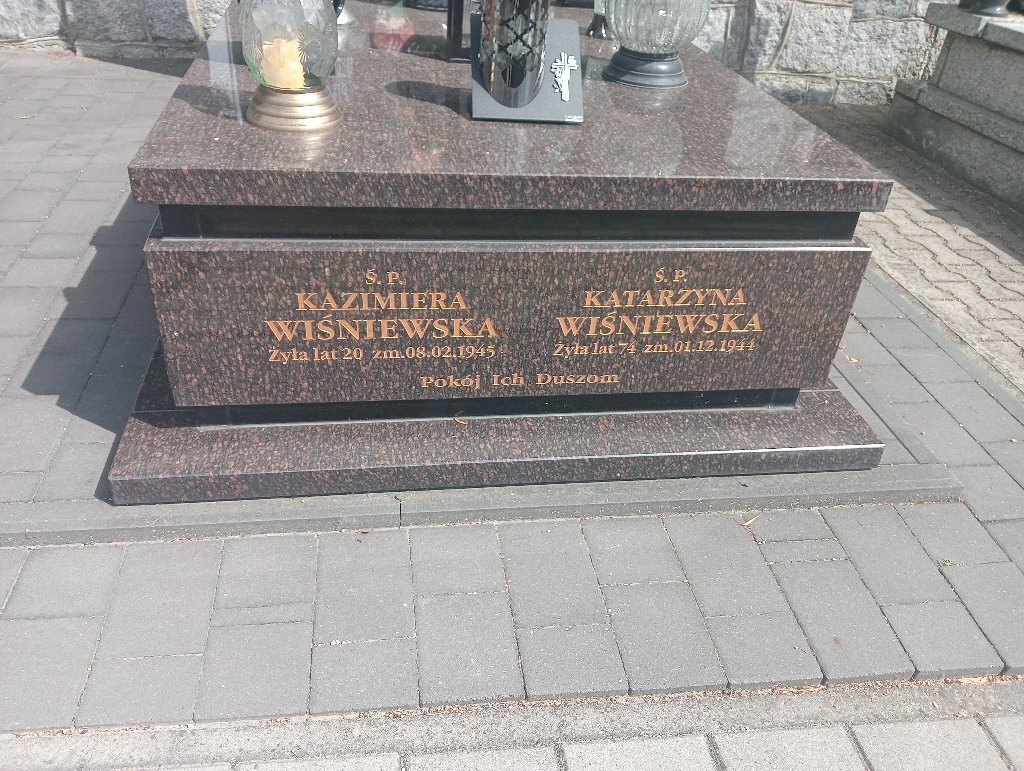 Ś. P.
KAZIMIERA
WIŚNIEWSKA
Żyła lat 20 zm.08.02.1945
Ś. P.
KATARZYNA
WIŚNIEWSKA
Żyła lat 74 zm.01.12.1944
Pokój Ich Duszom